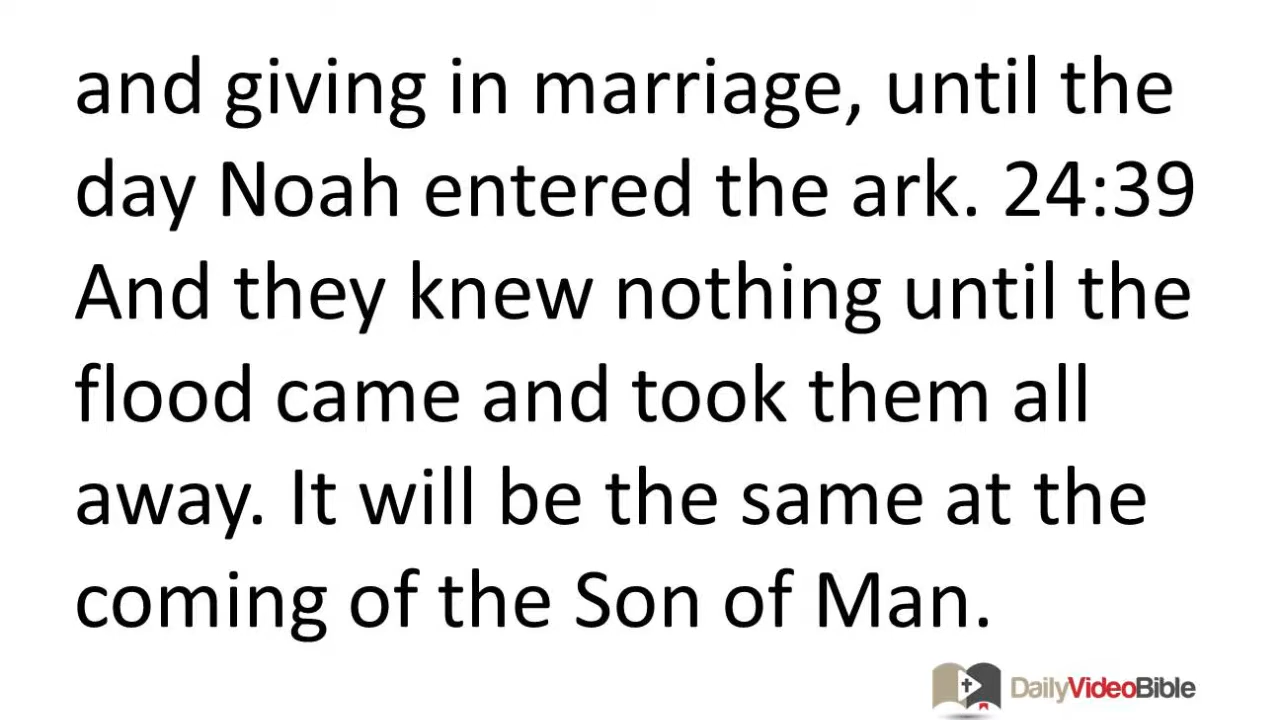 and giving in marriage, until the
day Noah entered the ark. 24:39
And they knew nothing until the
flood came and took them all
away. It will be the same at the
coming of the Son of Man.
DailyVideoBible